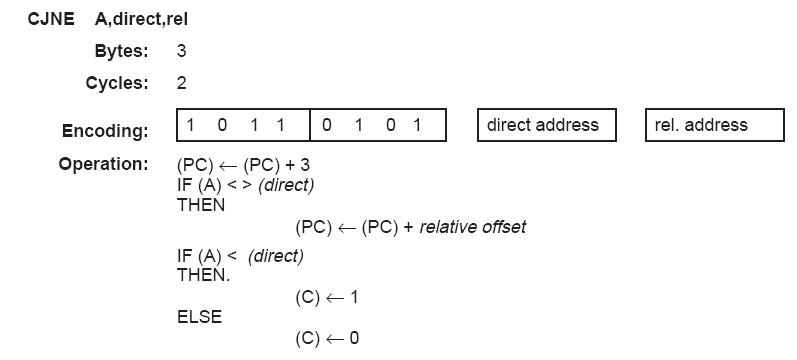 CJNE A,direct,rel
Bytes: 3
Cycles: 2
Encoding: 1 0 1 1 0 1 0 1 direct address rel. address
Operation: (PC) ← (PC) + 3
IF (A) < > (direct)
THEN
(PC) ← (PC) + relative offset
IF (A) < (direct)
THEN.
(C) ← 1
ELSE
(C) ← 0